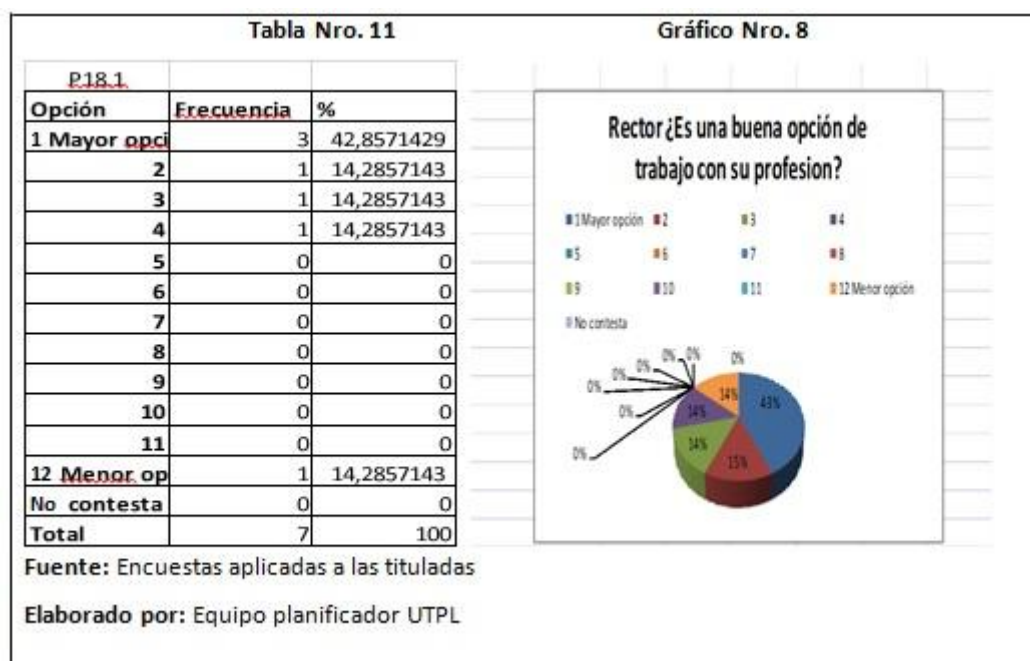 Tabla Nro. 11
P.18.1
Opción Frecuencia %
1 Mayor opci 3 42,8571429
2 1 14,2857143
3 1 14,2857143
4 1 14,2857143
5 0 0
6 0 0
7 0 0
8 0 0
9 0 0
10 0 0
11 0 0
12 Menor op 1 14,2857143
No contesta 0 0
Total 7 100
Gráfico Nro. 8
Rector¿Es una buena opción de
trabajo con su profesion?
1 Mayor opción 2 3 4
5 6 7 8
9 10 11 12 Menor opción
No contesta
0% 0% 0% 0% 0% 0% 0% 0%
14% 43%
14%
14% 15%
Fuente: Encuestas aplicadas a las tituladas
Elaborado por: Equipo planificador UTPL